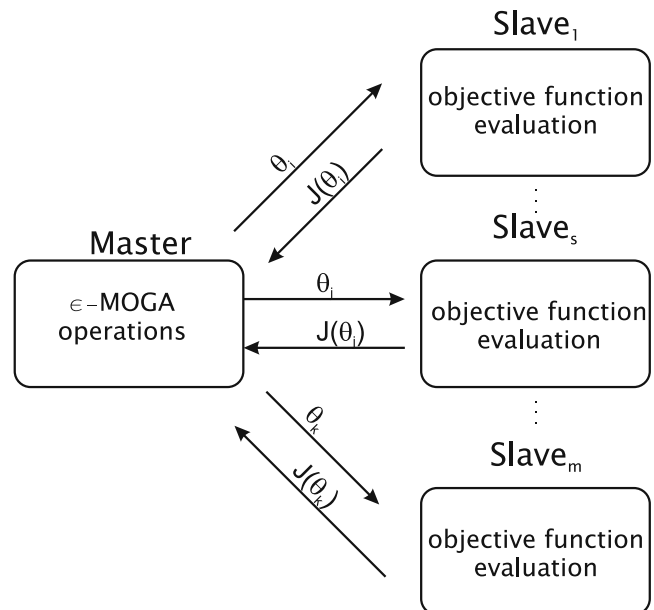 Slave₁
objective function
evaluation
θᵢ
J(θᵢ)
Slaveₛ
Master
∈-MOGA
operations
θⱼ
J(θⱼ)
objective function
evaluation
θₖ
J(θₖ)
Slaveₘ
objective function
evaluation